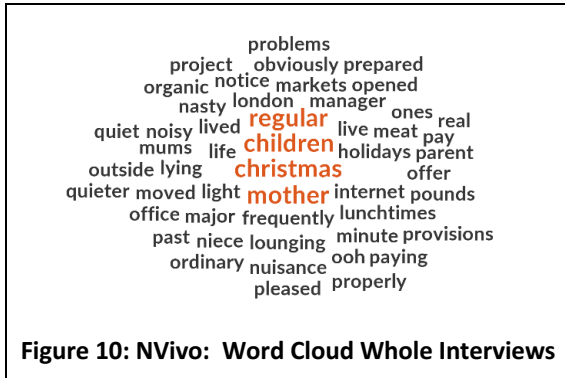 problems
project obviously prepared
organic notice markets opened
nasty london manager
regular ones real
quiet noisy lived live meat pay
children
mums life holidays parent
outside lying christmas offer
quieter moved light mother internet pounds
office major frequently lunchtimes
past niece lounging minute provisions
ordinary nuisance ooh paying
pleased properly
Figure 10: NVivo: Word Cloud Whole Interviews